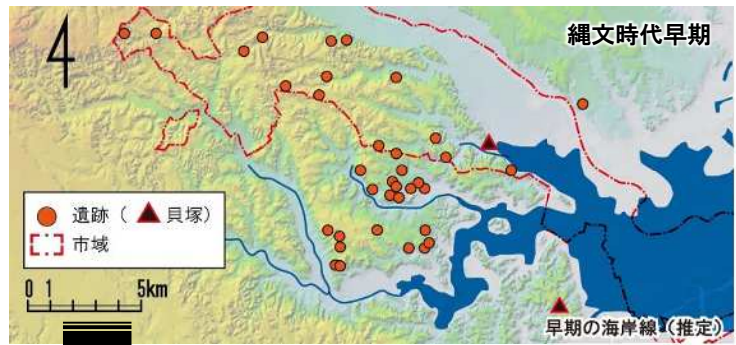 縄文時代早期
遺跡（▲貝塚）
市域
0 1 5km
早期の海岸線（推定）